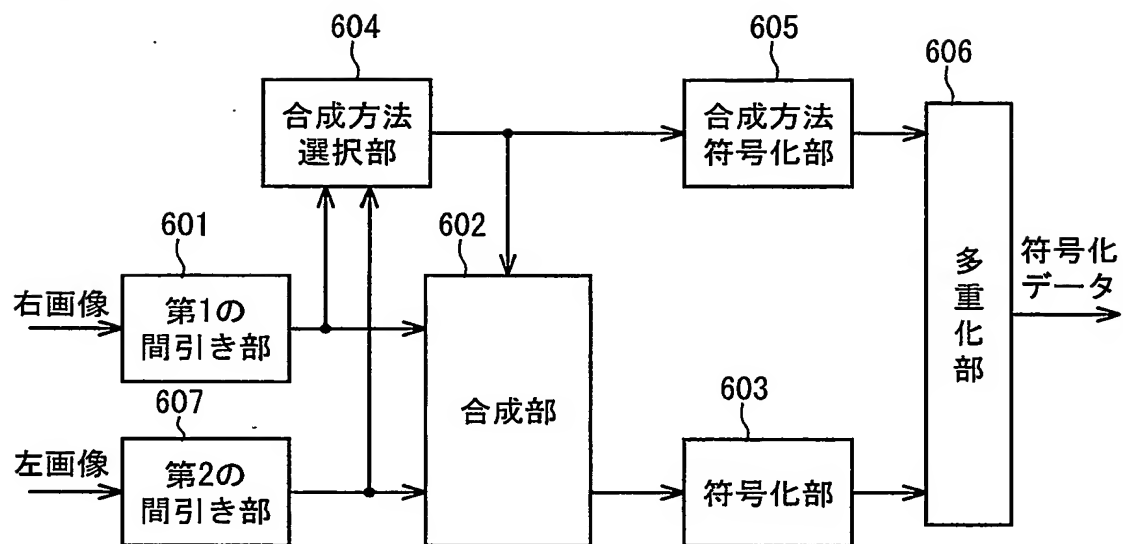 604
合成方法
選択部
605
合成方法
符号化部
606
多重化部
符号化
データ
601
右画像
第1の
間引き部
602
合成部
607
左画像
第2の
間引き部
603
符号化部